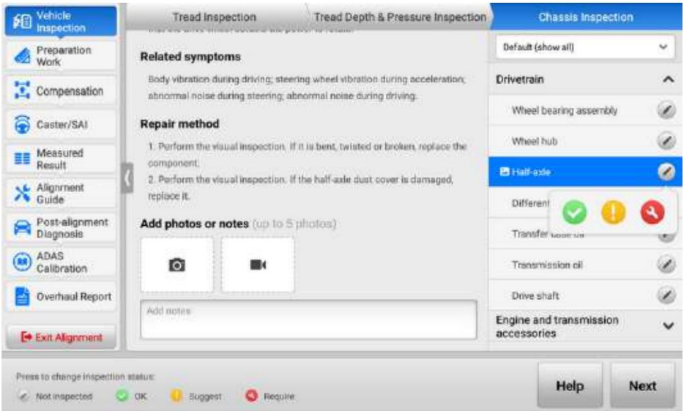 Vehicle
Inspection
Preparation
Work
Compensation
Caster/SAI
Measured
Result
Alignment
Guide
Post-alignment
Diagnosis
ADAS
Calibration
Overhaul Report
Exit Alignment
Tread Inspection
Tread Depth & Pressure Inspection
Chassis Inspection
Related symptoms
Body vibration during driving; steering wheel vibration during acceleration;
abnormal noise during steering; abnormal noise during driving.
Repair method
1. Perform the visual inspection. If it is bent, twisted or broken, replace the
component;
2. Perform the visual inspection. If the half-axle dust cover is damaged,
replace it.
Add photos or notes (up to 5 photos)
Add notes
Default (show all)
Drivetrain
Wheel bearing assembly
Wheel hub
Half-axle
Different
Transfer case oil
Transmission oil
Drive shaft
Engine and transmission
accessories
Press to change inspection status:
Not inspected
OK
Suggest
Require
Help
Next